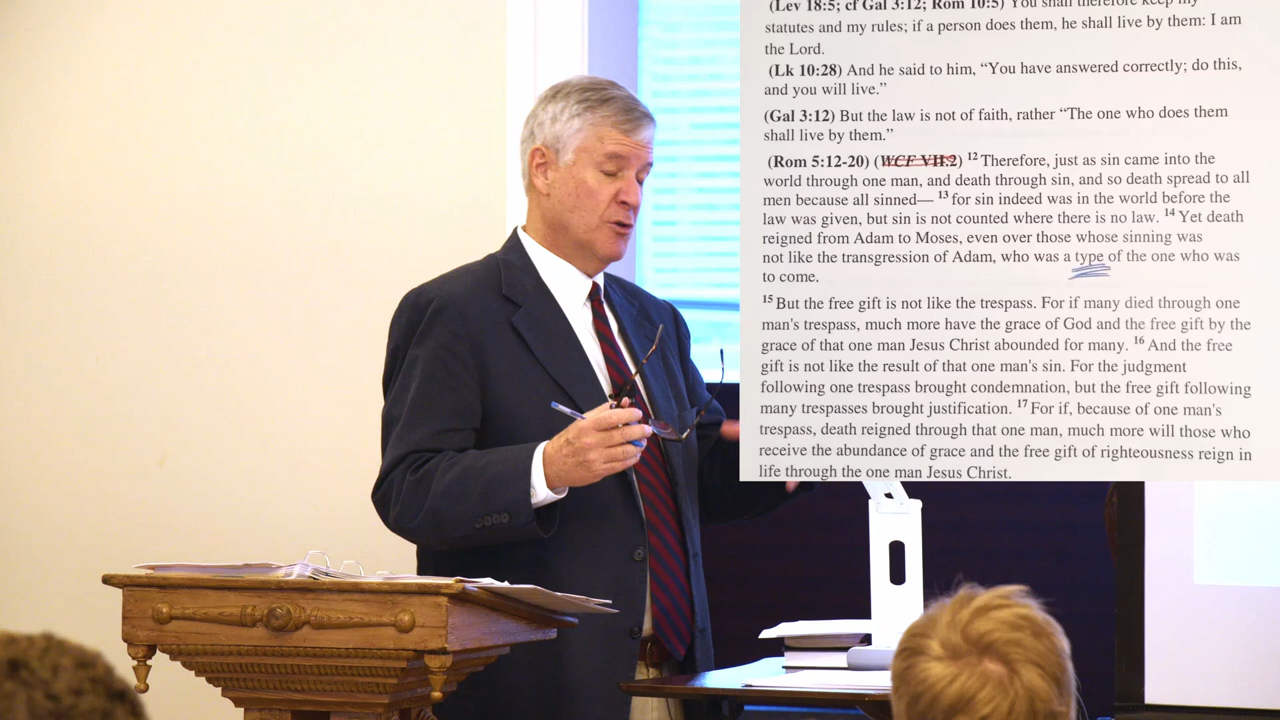 (Lev 18:5; cf Gal 3:12; Rom 10:5) You shall therefore keep my
statutes and my rules; if a person does them, he shall live by them: I am
the Lord.
(Lk 10:28) And he said to him, “You have answered correctly; do this,
and you will live.”
(Gal 3:12) But the law is not of faith, rather “The one who does them
shall live by them.”
(Rom 5:12-20) (WCF VII:2) 12 Therefore, just as sin came into the
world through one man, and death through sin, and so death spread to all
men because all sinned— 13 for sin indeed was in the world before the
law was given, but sin is not counted where there is no law. 14 Yet death
reigned from Adam to Moses, even over those whose sinning was
not like the transgression of Adam, who was a type of the one who was
to come.
15 But the free gift is not like the trespass. For if many died through one
man's trespass, much more have the grace of God and the free gift by the
grace of that one man Jesus Christ abounded for many. 16 And the free
gift is not like the result of that one man's sin. For the judgment
following one trespass brought condemnation, but the free gift following
many trespasses brought justification. 17 For if, because of one man's
trespass, death reigned through that one man, much more will those who
receive the abundance of grace and the free gift of righteousness reign in
life through the one man Jesus Christ.